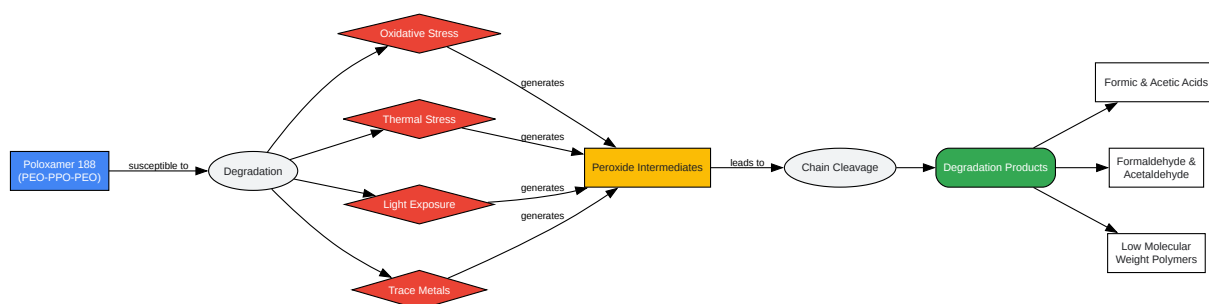 Poloxamer 188
(PEO-PPO-PEO)
susceptible to
Degradation
Oxidative Stress
Thermal Stress
Light Exposure
Trace Metals
generates
generates
generates
generates
Peroxide Intermediates
leads to
Chain Cleavage
Degradation Products
Formic & Acetic Acids
Formaldehyde &
Acetaldehyde
Low Molecular
Weight Polymers